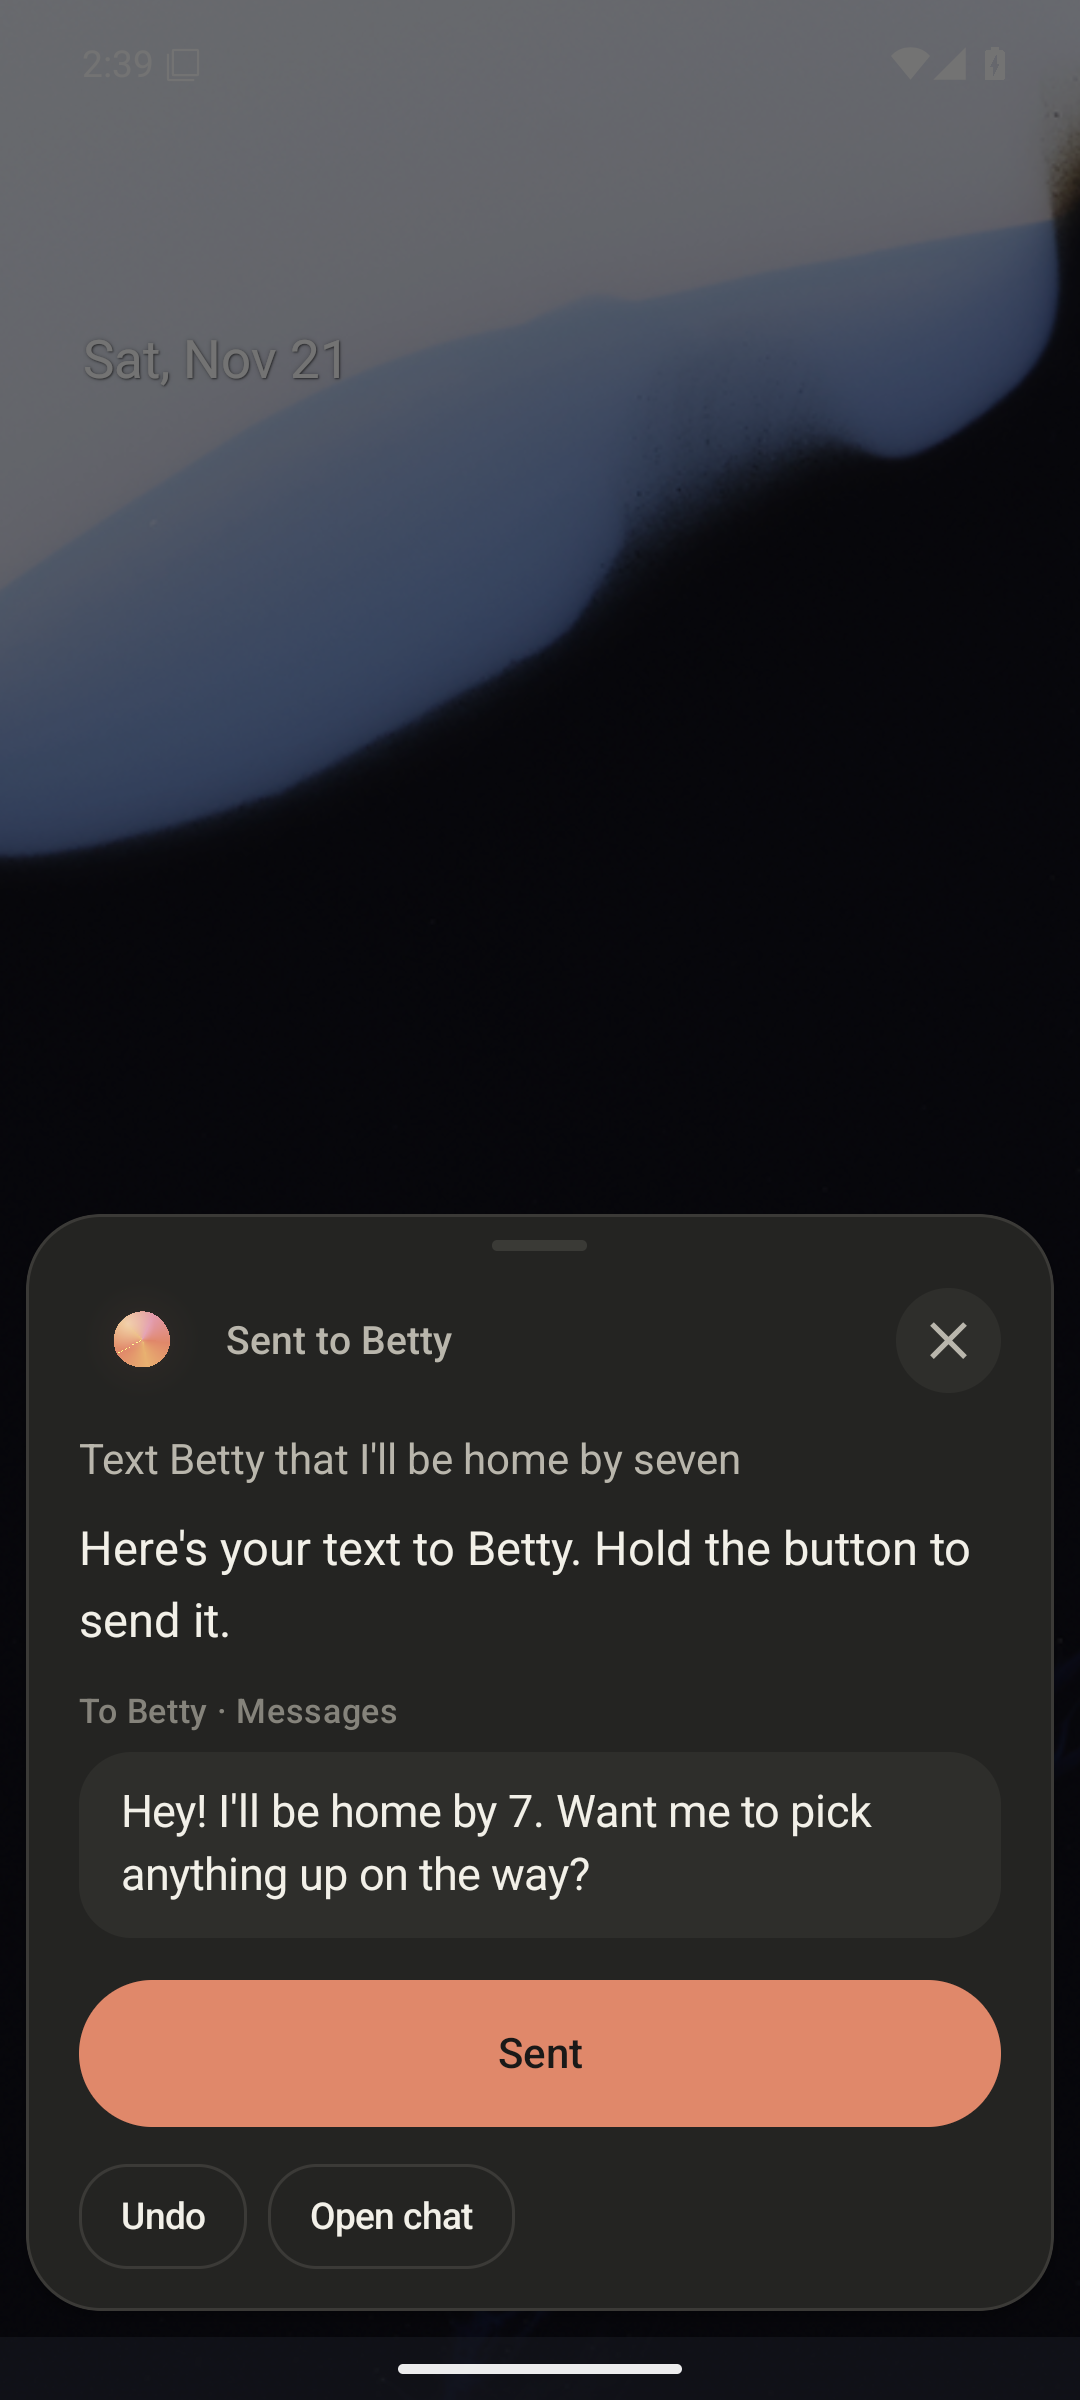 2:39
Sat, Nov 21
Sent to Betty
Text Betty that I'll be home by seven
Here's your text to Betty. Hold the button to
send it.
To Betty · Messages
Hey! I'll be home by 7. Want me to pick
anything up on the way?
Sent
Undo
Open chat